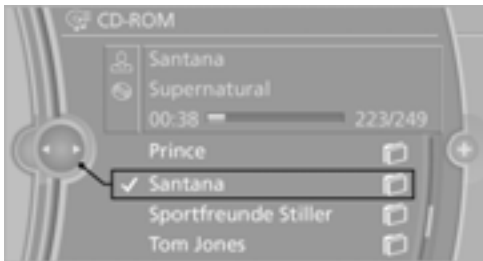 CD-ROM
Santana
Supernatural
00:38 223/249
Prince
Santana
Sportfreunde Stiller
Tom Jones